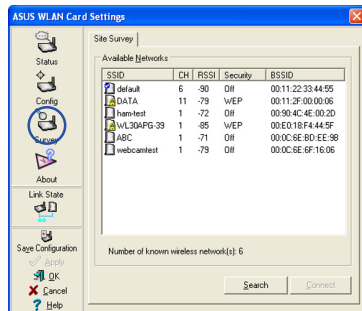 ASUS WLAN Card Settings
Status
Config
Survey
About
Link State
Save Configuration
Apply
OK
Cancel
Help
Site Survey
Available Networks
SSID CH RSSI Security BSSID
default 6 -90 Off 00:11:22:33:44:55
DATA 11 -79 WEP 00:11:2F:00:00:06
ham-test 1 -72 Off 00:90:4C:4E:00:2D
WL30APG-39 1 -85 WEP 00:E0:18:F4:44:5F
ABC 1 -71 Off 00:0C:6E:BD:EE:9B
webcamtest 1 -79 Off 00:0C:6E:6F:16:06
Number of known wireless network(s): 6
Search
Connect